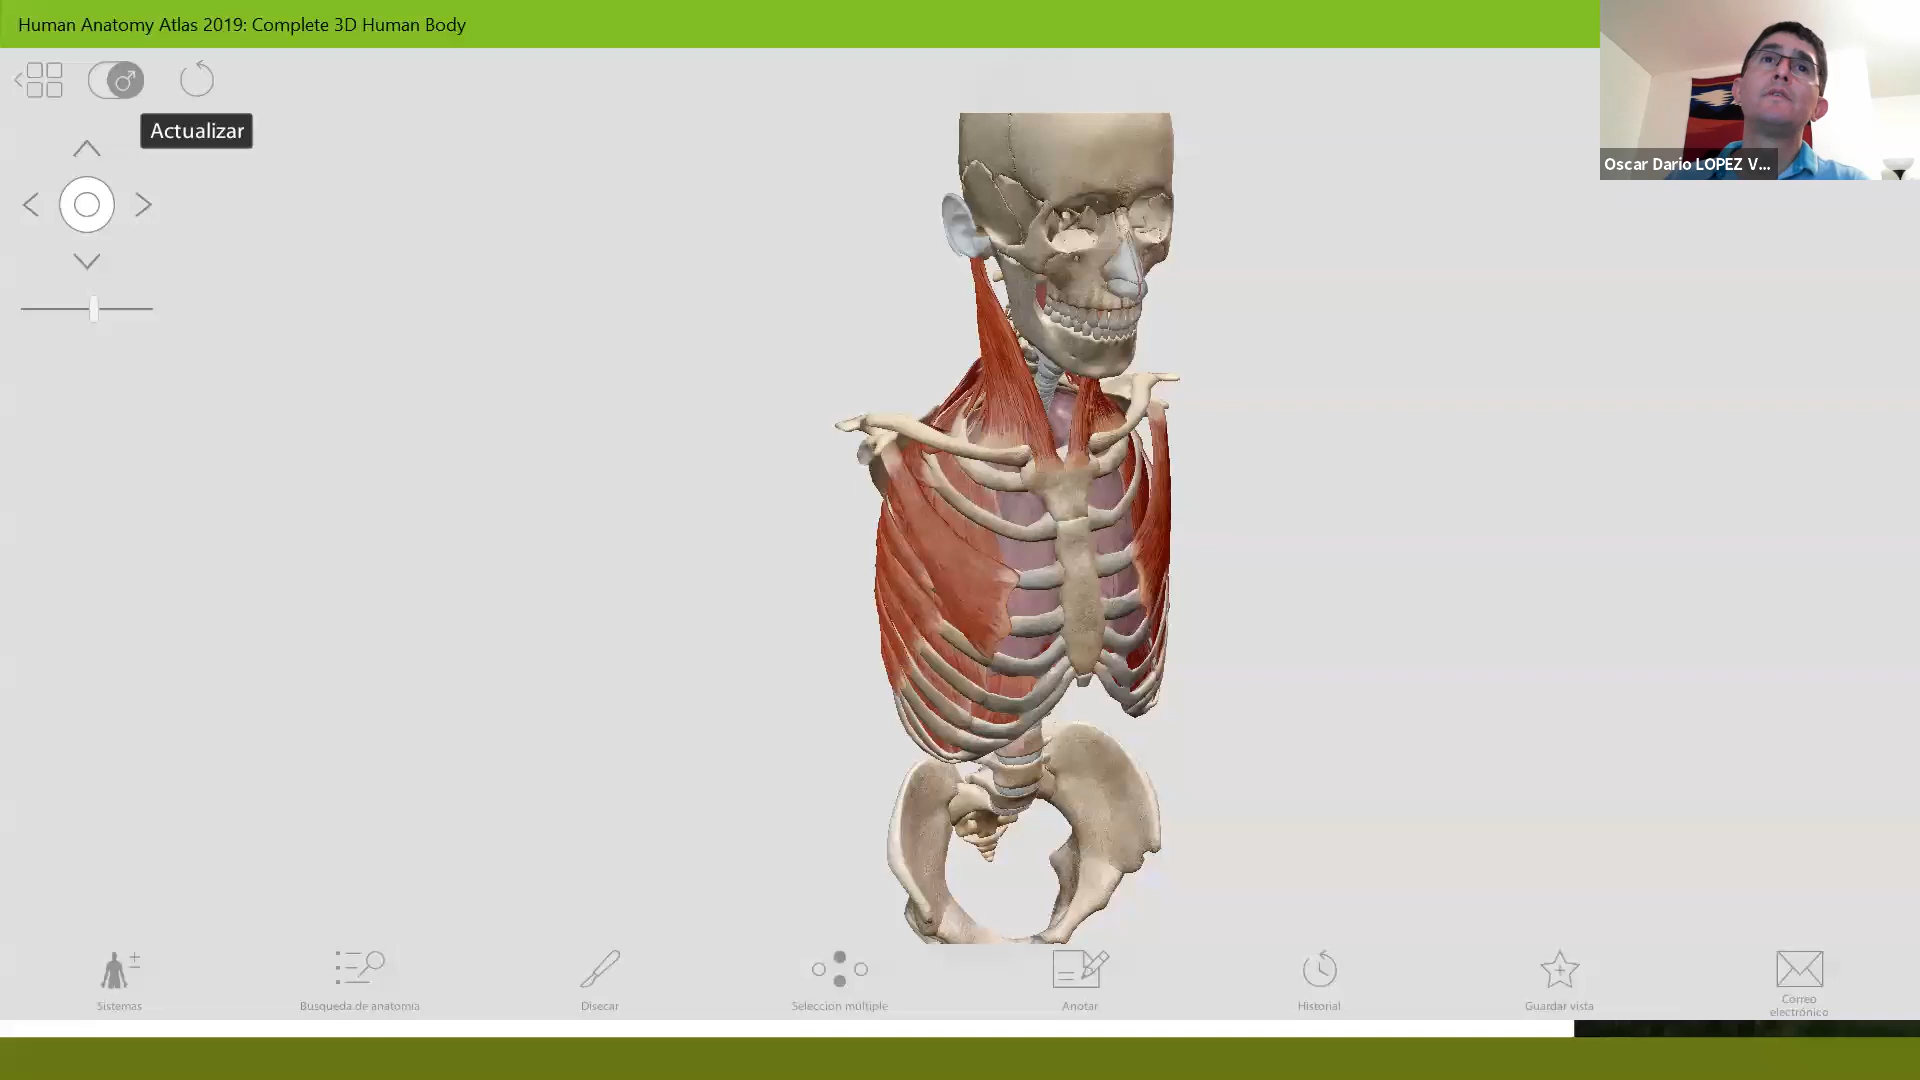 Human Anatomy Atlas 2019: Complete 3D Human Body
Actualizar
Oscar Dario LOPEZ V...
Sistemas
Busqueda de anatomia
Disecar
Seleccion múltiple
Anotar
Historial
Guardar vista
Correo
electrónico